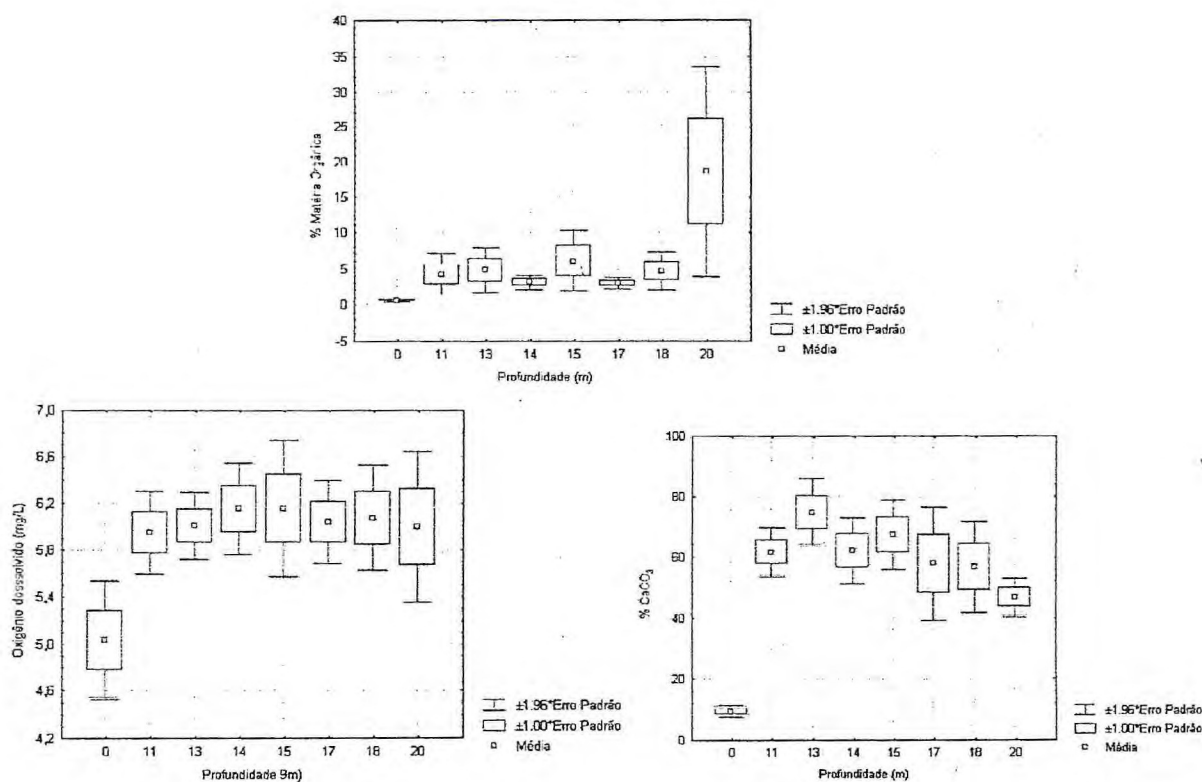 40
35
30
25
20
15
10
5
0
-5
% Matéria Orgânica
0 11 13 14 15 17 18 20
Profundidade (m)
±1.96*Erro Padrão
±1.00*Erro Padrão
Média
7,0
6,6
6,2
5,8
5,4
5,0
4,6
4,2
Oxigênio dosssolvido (mg/L)
0 11 13 14 15 17 18 20
Profundidade 9m)
±1.96*Erro Padrão
±1.00*Erro Padrão
Média
100
80
60
40
20
0
% CaCO₃
0 11 13 14 15 17 18 20
Profundidade (m)
±1.96*Erro Padrão
±1.00*Erro Padrão
Média